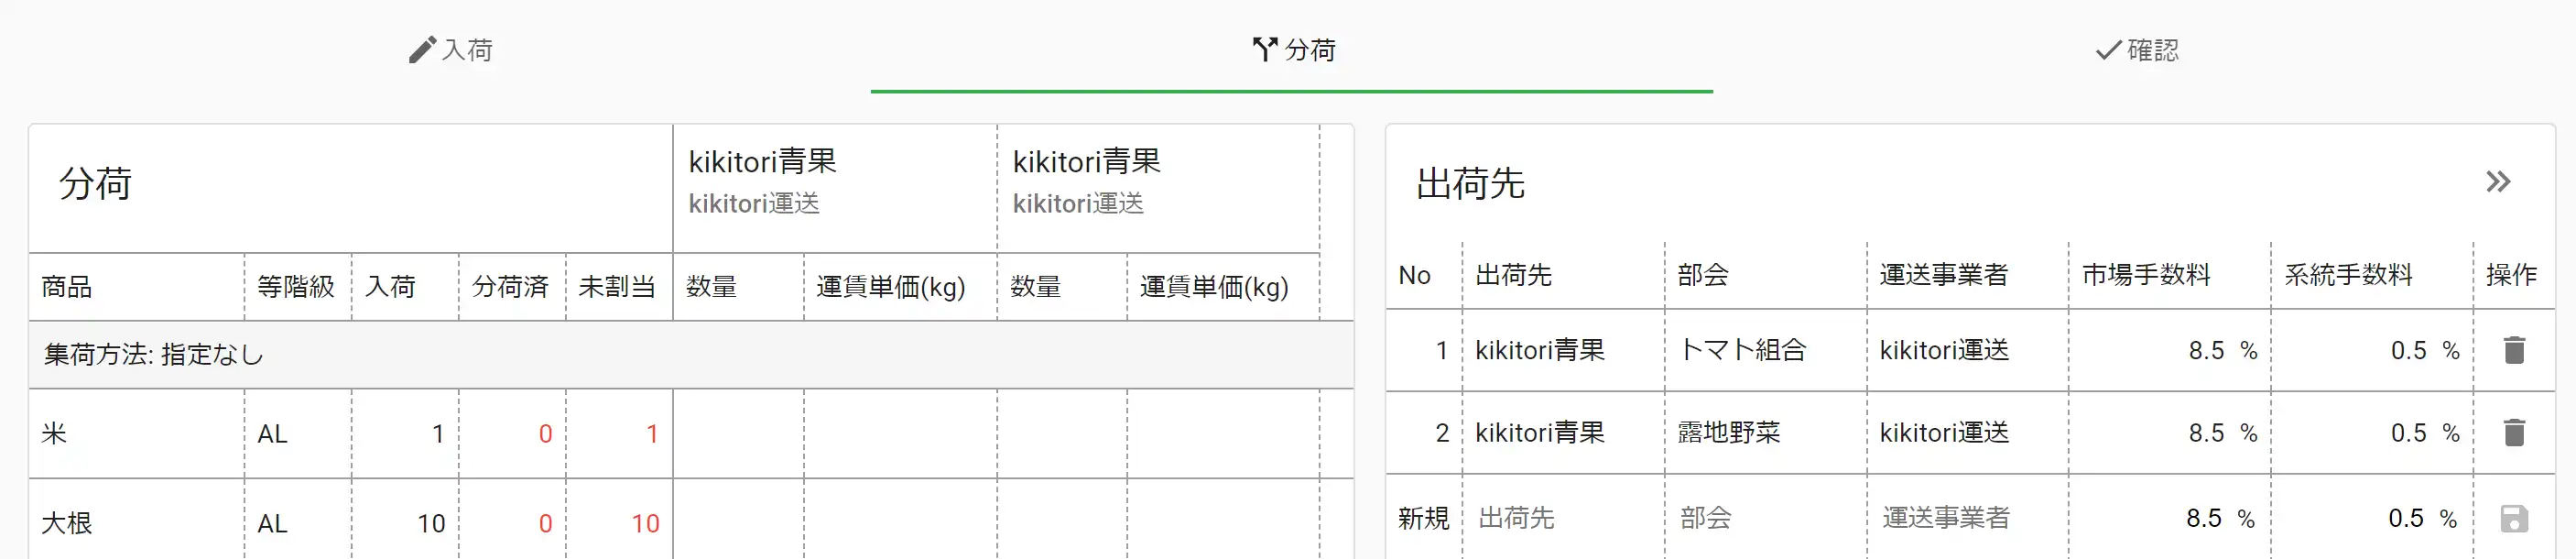 入荷 分荷 確認
分荷
kikitori青果 kikitori青果
kikitori運送 kikitori運送
商品 等階級 入荷 分荷済 未割当 数量 運賃単価(kg) 数量 運賃単価(kg)
集荷方法: 指定なし
米 AL 1 0 1
大根 AL 10 0 10
出荷先
No 出荷先 部会 運送事業者 市場手数料 系統手数料 操作
1 kikitori青果 トマト組合 kikitori運送 8.5 % 0.5 %
2 kikitori青果 露地野菜 kikitori運送 8.5 % 0.5 %
新規 出荷先 部会 運送事業者 8.5 % 0.5 %